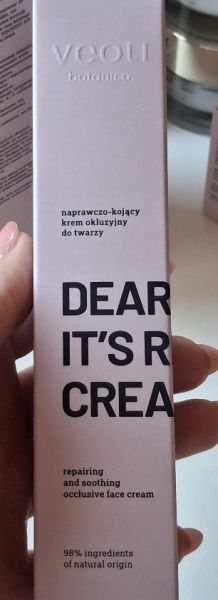 veoli
botanica
naprawczo-kojący
krem okluzyjny
do twarzy
DEAR
IT'S R
CREA
repairing
and soothing
occlusive face cream
98% ingredients
of natural origin